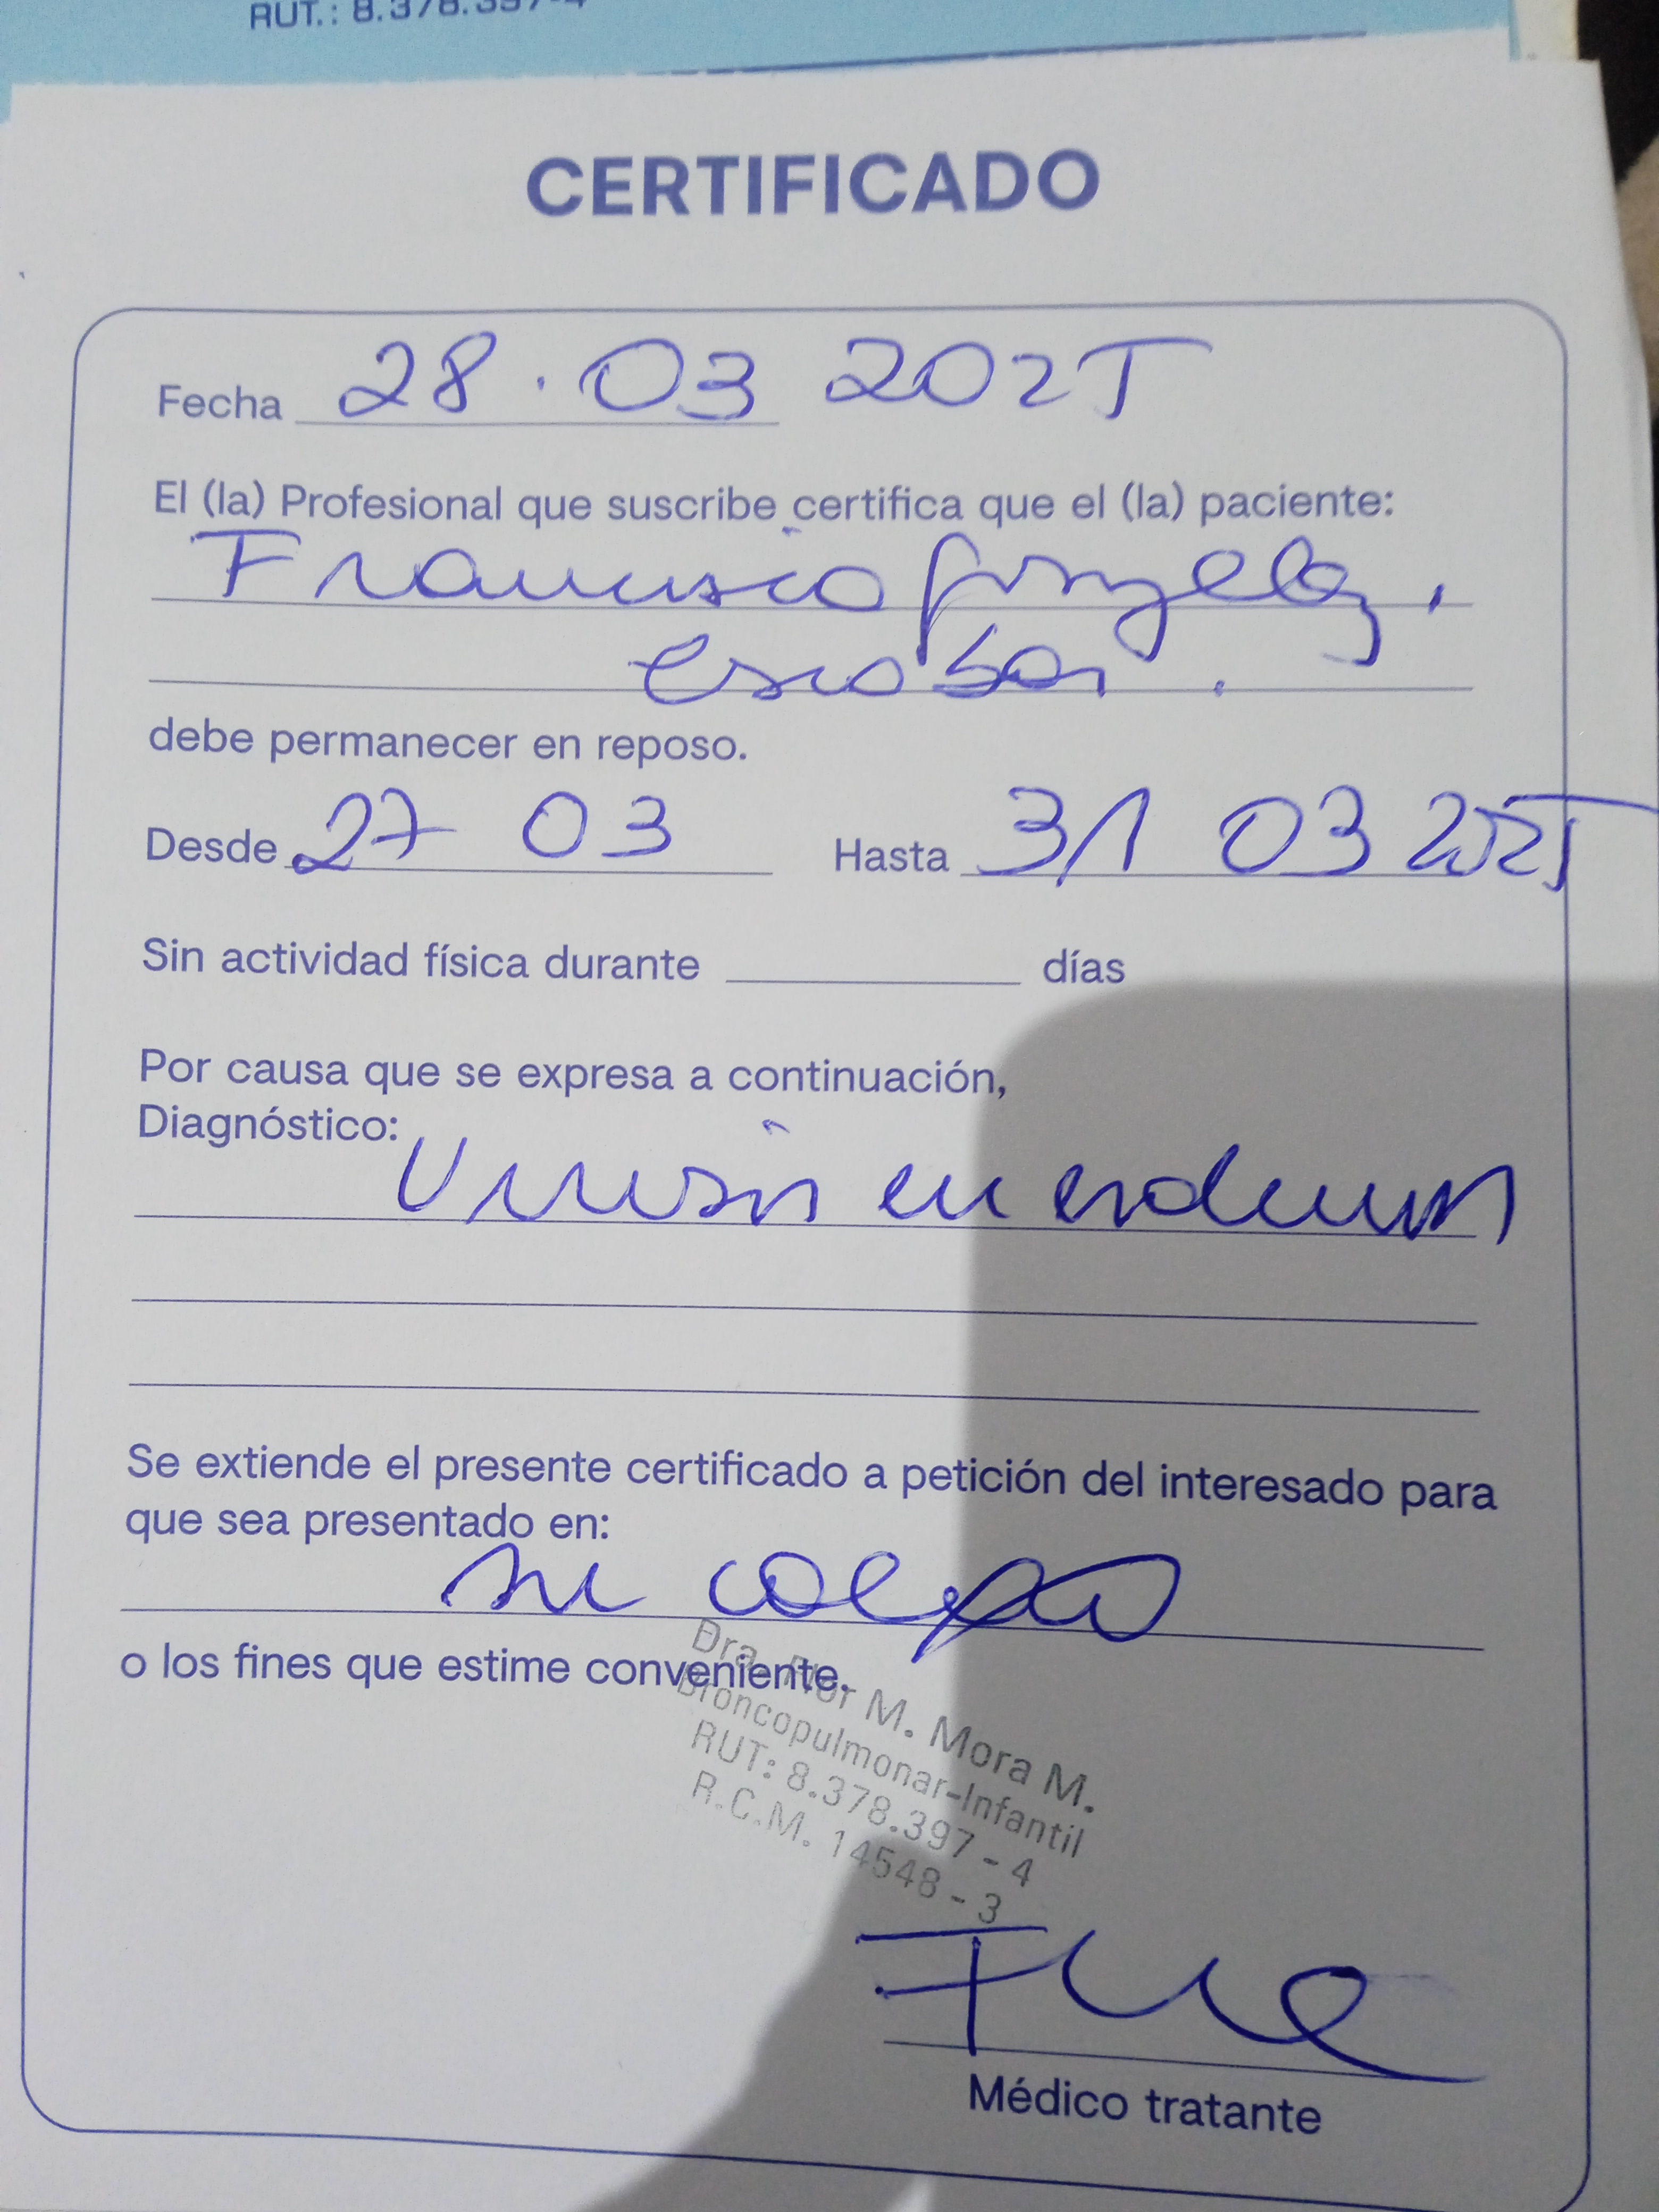 RUT.: 8.378.397-4
CERTIFICADO
Fecha 28 . 03 2025
El (la) Profesional que suscribe certifica que el (la) paciente:
Francisco González.
escobar.
debe permanecer en reposo.
Desde 27 03 Hasta 31 03 2025
Sin actividad física durante ____ días
Por causa que se expresa a continuación,
Diagnóstico:
en
Se extiende el presente certificado a petición del interesado para
que sea presentado en:
su colegio
o los fines que estime conveniente.
Dra. Flor M. Mora M.
Broncopulmonar-Infantil
RUT: 8.378.397 - 4
R.C.M. 14548 - 3
Médico tratante